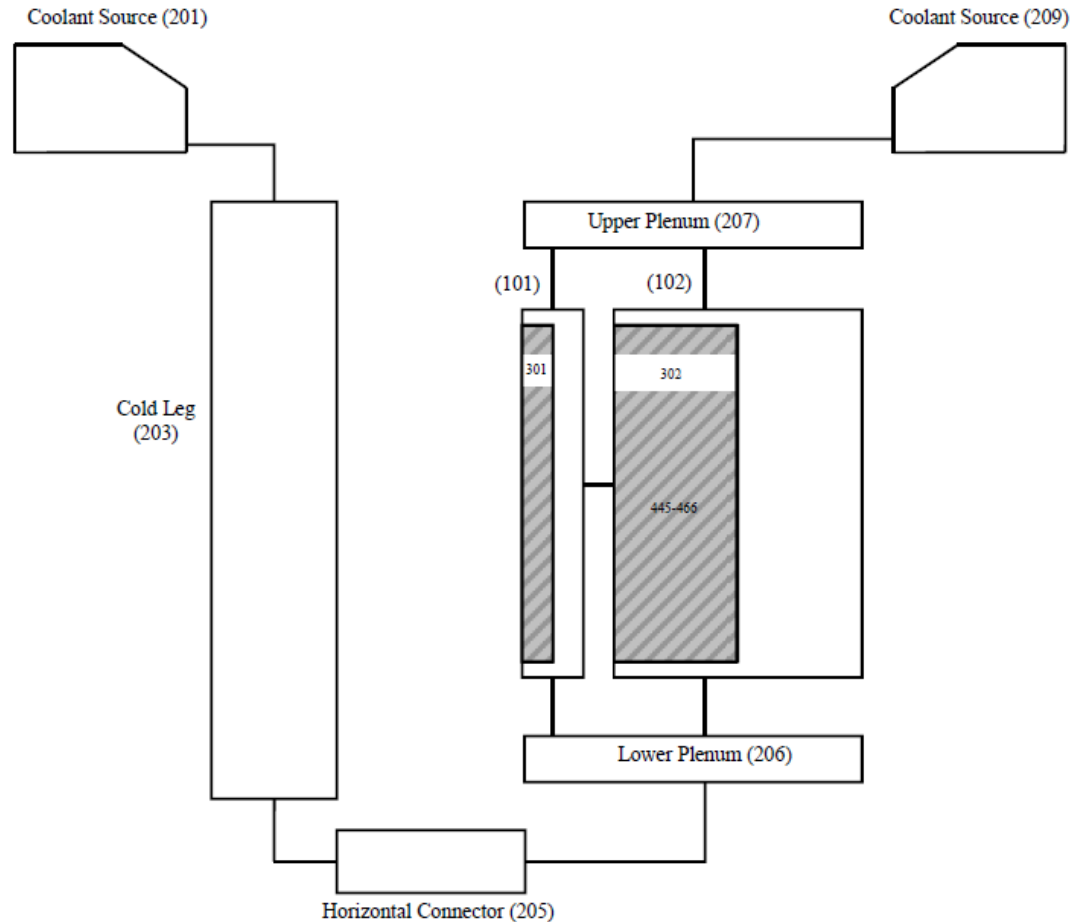 Coolant Source (201)
Coolant Source (209)
Upper Plenum (207)
(101)
(102)
301
302
Cold Leg
(203)
445-466
Lower Plenum (206)
Horizontal Connector (205)